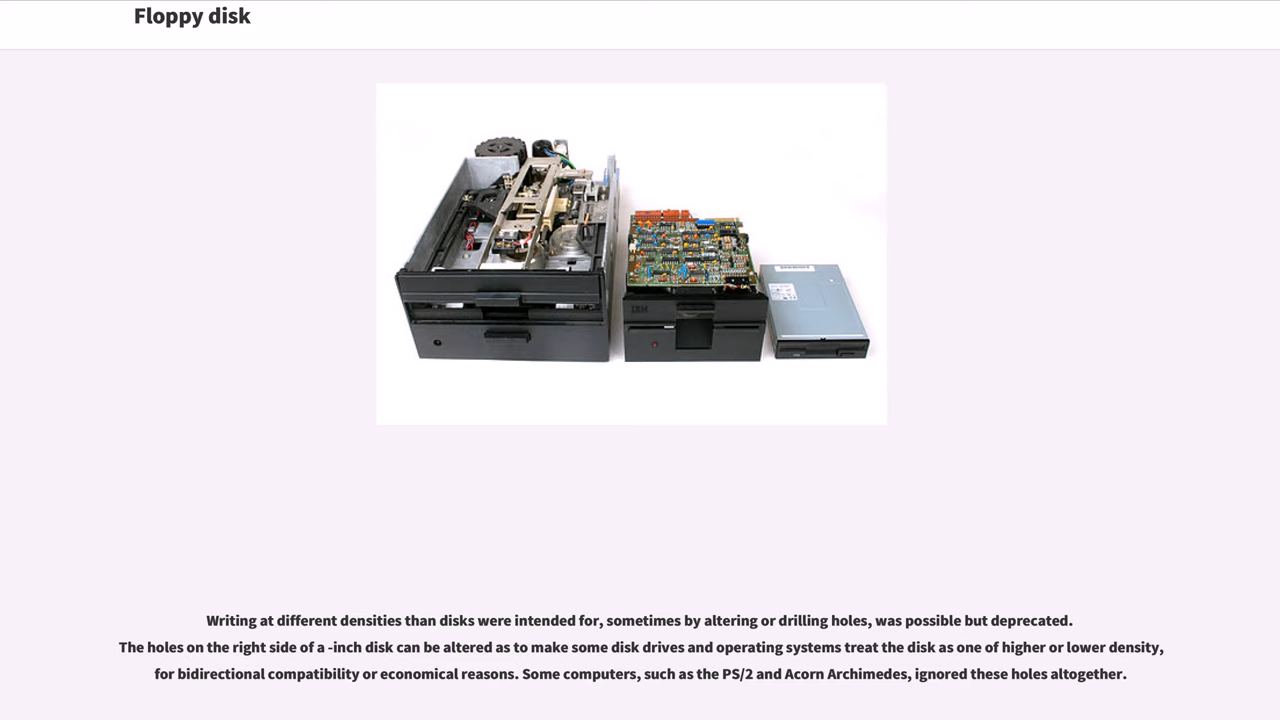 Floppy disk
IBM
Writing at different densities than disks were intended for, sometimes by altering or drilling holes, was possible but deprecated.
The holes on the right side of a -inch disk can be altered as to make some disk drives and operating systems treat the disk as one of higher or lower density,
for bidirectional compatibility or economical reasons. Some computers, such as the PS/2 and Acorn Archimedes, ignored these holes altogether.